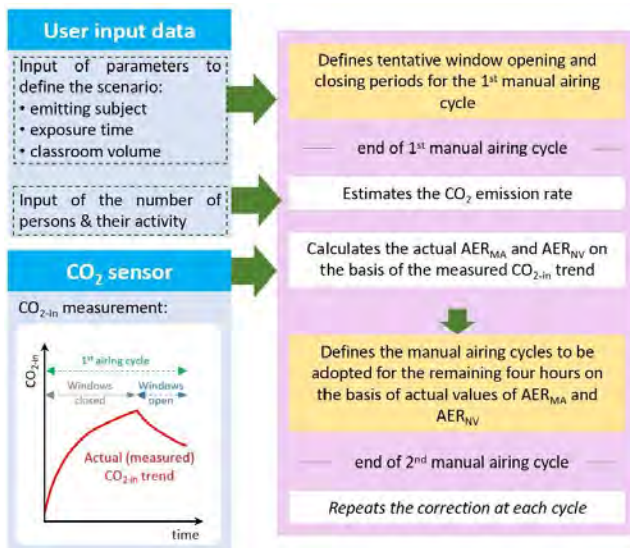 User input data
Input of parameters to
define the scenario:
• emitting subject
• exposure time
• classroom volume
Input of the number of
persons & their activity
CO₂ sensor
CO₂₋ᵢₙ measurement:
CO₂₋ᵢₙ
1ˢᵗ airing cycle
Windows
closed
Windows
open
Actual (measured)
CO₂₋ᵢₙ trend
time
Defines tentative window opening and
closing periods for the 1ˢᵗ manual airing
cycle
end of 1ˢᵗ manual airing cycle
Estimates the CO₂ emission rate
Calculates the actual AER_MA and AER_NV on
the basis of the measured CO₂₋ᵢₙ trend
Defines the manual airing cycles to be
adopted for the remaining four hours on
the basis of actual values of AER_MA and
AER_NV
end of 2ⁿᵈ manual airing cycle
Repeats the correction at each cycle